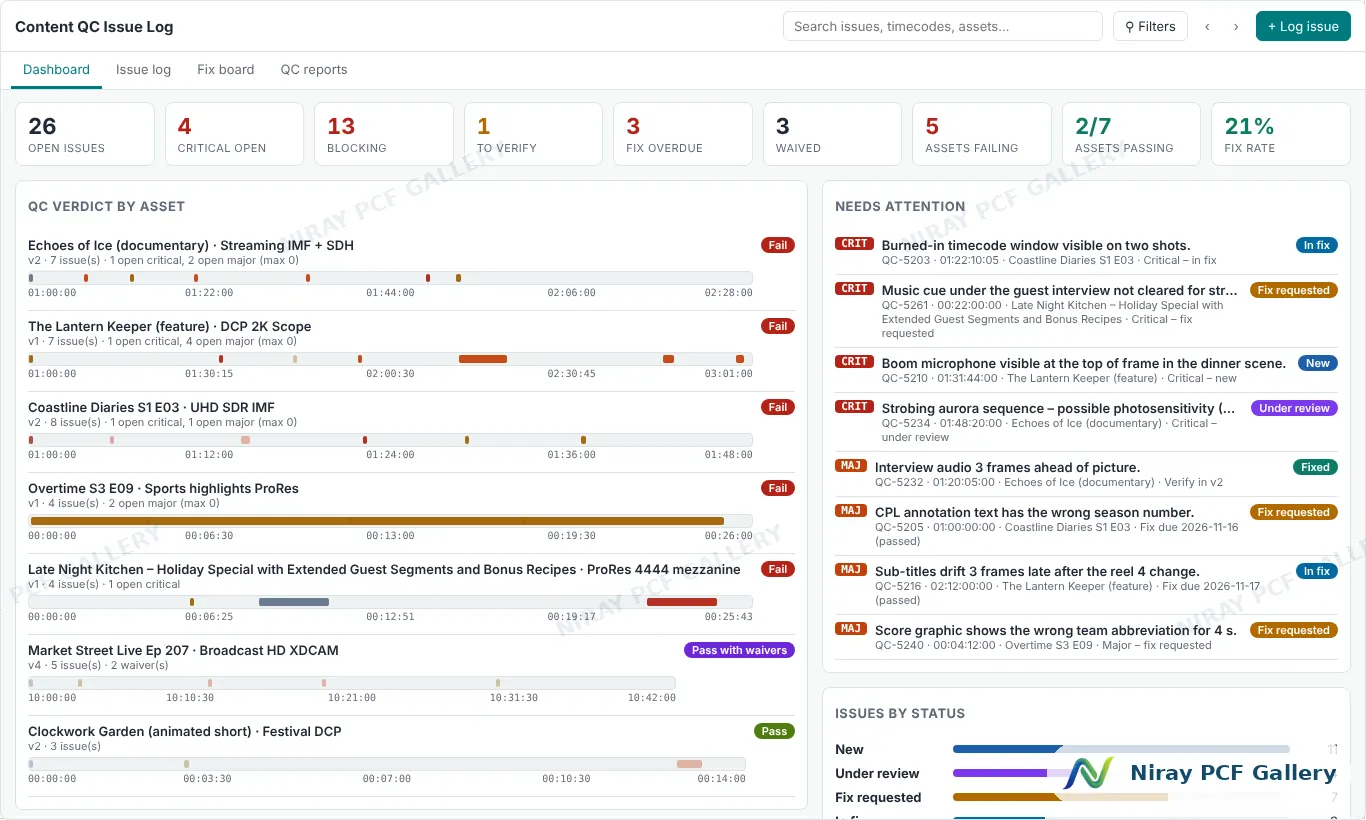 Content QC Issue Log
Search issues, timecodes, assets...
Filters
‹ ›
+ Log issue
Dashboard
Issue log
Fix board
QC reports
26
OPEN ISSUES
4
CRITICAL OPEN
13
BLOCKING
1
TO VERIFY
3
FIX OVERDUE
3
WAIVED
5
ASSETS FAILING
2/7
ASSETS PASSING
21%
FIX RATE
QC VERDICT BY ASSET
Echoes of Ice (documentary) · Streaming IMF + SDH
Fail
v2 · 7 issue(s) · 1 open critical, 2 open major (max 0)
01:00:00 01:22:00 01:44:00 02:06:00 02:28:00
The Lantern Keeper (feature) · DCP 2K Scope
Fail
v1 · 7 issue(s) · 1 open critical, 4 open major (max 0)
01:00:00 01:30:15 02:00:30 02:30:45 03:01:00
Coastline Diaries S1 E03 · UHD SDR IMF
Fail
v2 · 8 issue(s) · 1 open critical, 1 open major (max 0)
01:00:00 01:12:00 01:24:00 01:36:00 01:48:00
Overtime S3 E09 · Sports highlights ProRes
Fail
v1 · 4 issue(s) · 2 open major (max 0)
00:00:00 00:06:30 00:13:00 00:19:30 00:26:00
Late Night Kitchen – Holiday Special with Extended Guest Segments and Bonus Recipes · ProRes 4444 mezzanine
Fail
v1 · 4 issue(s) · 1 open critical
00:00:00 00:06:25 00:12:51 00:19:17 00:25:43
Market Street Live Ep 207 · Broadcast HD XDCAM
Pass with waivers
v4 · 5 issue(s) · 2 waiver(s)
10:00:00 10:10:30 10:21:00 10:31:30 10:42:00
Clockwork Garden (animated short) · Festival DCP
Pass
v2 · 3 issue(s)
00:00:00 00:03:30 00:07:00 00:10:30 00:14:00
NEEDS ATTENTION
CRIT Burned-in timecode window visible on two shots. In fix
QC-5203 · 01:22:10:05 · Coastline Diaries S1 E03 · Critical – in fix
CRIT Music cue under the guest interview not cleared for str... Fix requested
QC-5261 · 00:22:00:00 · Late Night Kitchen – Holiday Special with
Extended Guest Segments and Bonus Recipes · Critical – fix
requested
CRIT Boom microphone visible at the top of frame in the dinner scene. New
QC-5210 · 01:31:44:00 · The Lantern Keeper (feature) · Critical – new
CRIT Strobing aurora sequence – possible photosensitivity (... Under review
QC-5234 · 01:48:20:00 · Echoes of Ice (documentary) · Critical –
under review
MAJ Interview audio 3 frames ahead of picture. Fixed
QC-5232 · 01:20:05:00 · Echoes of Ice (documentary) · Verify in v2
MAJ CPL annotation text has the wrong season number. Fix requested
QC-5205 · 01:00:00:00 · Coastline Diaries S1 E03 · Fix due 2026-11-16
(passed)
MAJ Sub-titles drift 3 frames late after the reel 4 change. In fix
QC-5216 · 02:12:00:00 · The Lantern Keeper (feature) · Fix due 2026-11-17
(passed)
MAJ Score graphic shows the wrong team abbreviation for 4 s. Fix requested
QC-5240 · 00:04:12:00 · Overtime S3 E09 · Major – fix requested
ISSUES BY STATUS
New 11
Under review
Fix requested 7
Niray PCF Gallery
NIRAY PCF GALLERY
NIRAY PCF GALLERY
PCF GALLERY
NIRAY PCF GALLERY
NIRAY PCF GALLERY